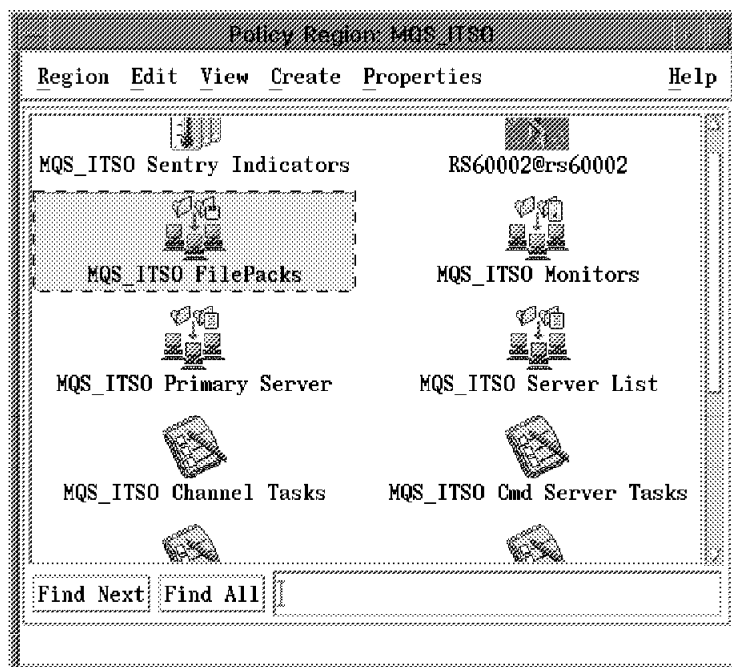 Policy Region: MQS_ITSO
Region Edit View Create Properties Help
MQS_ITSO Sentry Indicators RS60002@rs60002
MQS_ITSO FilePacks MQS_ITSO Monitors
MQS_ITSO Primary Server MQS_ITSO Server List
MQS_ITSO Channel Tasks MQS_ITSO Cmd Server Tasks
Find Next Find All